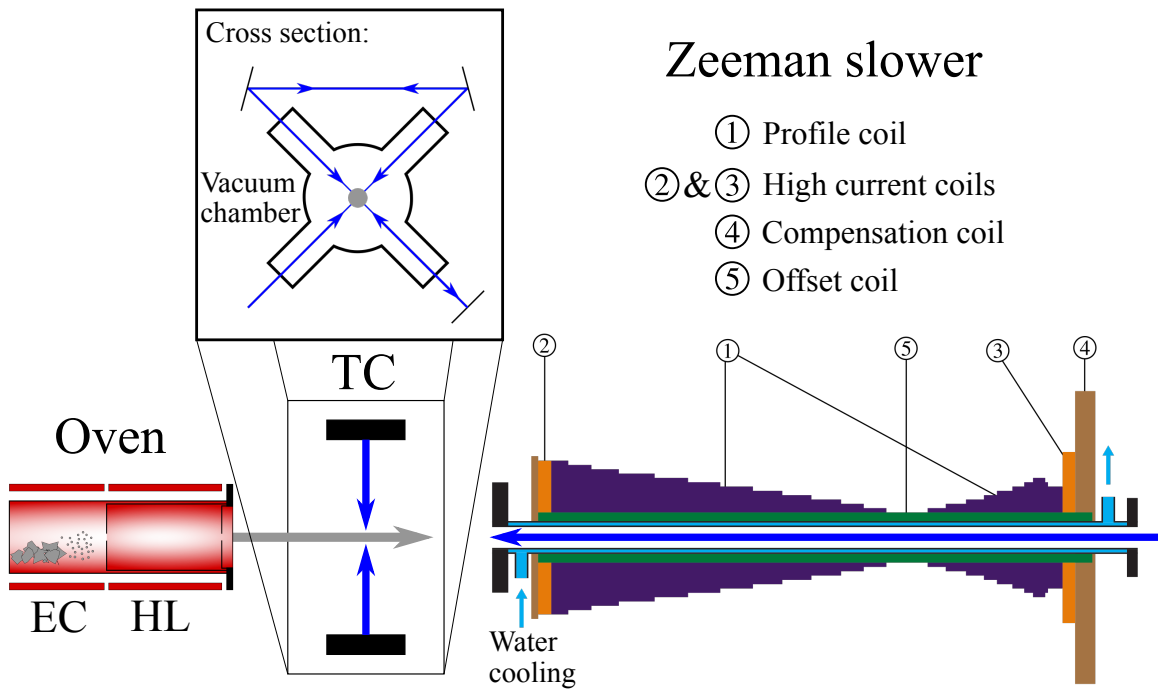 Cross section:
Vacuum
chamber
Zeeman slower
① Profile coil
②&③ High current coils
④ Compensation coil
⑤ Offset coil
TC
Oven
EC
HL
② ① ⑤ ③ ④
Water
cooling